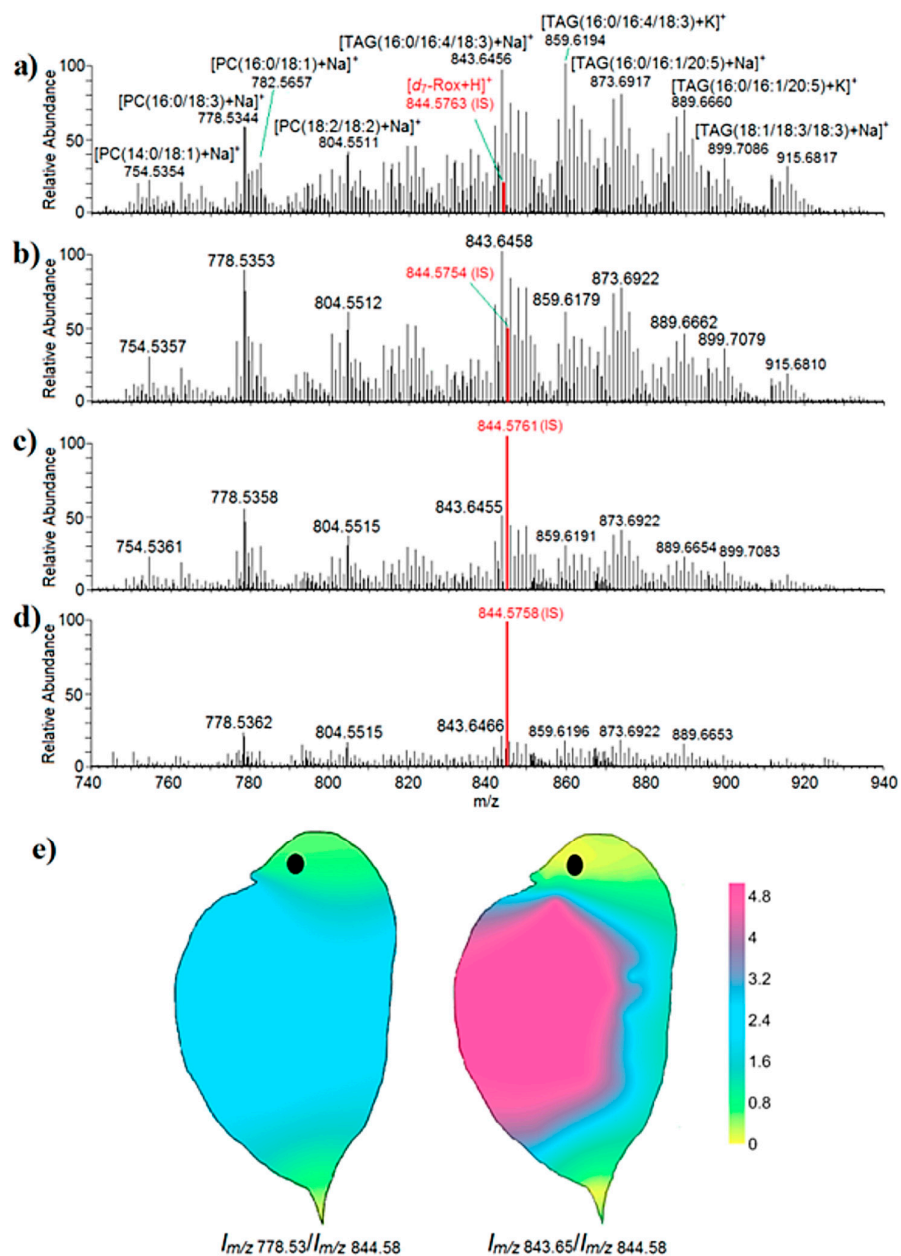 a)
Relative Abundance
100
50
0
[PC(14:0/18:1)+Na]⁺
754.5354
[PC(16:0/18:3)+Na]⁺
778.5344
[PC(16:0/18:1)+Na]⁺
782.5657
[PC(18:2/18:2)+Na]⁺
804.5511
[TAG(16:0/16:4/18:3)+Na]⁺
843.6456
[d₇-Rox+H]⁺
844.5763 (IS)
[TAG(16:0/16:4/18:3)+K]⁺
859.6194
[TAG(16:0/16:1/20:5)+Na]⁺
873.6917
[TAG(16:0/16:1/20:5)+K]⁺
889.6660
[TAG(18:1/18:3/18:3)+Na]⁺
899.7086
915.6817
b)
Relative Abundance
100
50
0
754.5357
778.5353
804.5512
843.6458
844.5754 (IS)
859.6179
873.6922
889.6662
899.7079
915.6810
c)
Relative Abundance
100
50
0
754.5361
778.5358
804.5515
843.6455
844.5761 (IS)
859.6191
873.6922
889.6654
899.7083
d)
Relative Abundance
100
50
0
778.5362
804.5515
843.6466
844.5758 (IS)
859.6196
873.6922
889.6653
740 760 780 800 820 840 860 880 900 920 940
m/z
e)
4.8
4
3.2
2.4
1.6
0.8
0
I m/z 778.53/I m/z 844.58
I m/z 843.65/I m/z 844.58